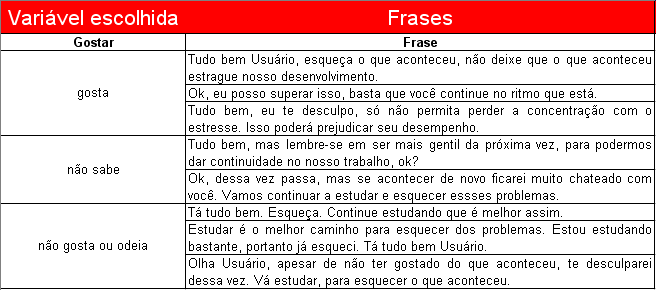 Variável escolhida Frases
Gostar Frase
gosta
Tudo bem Usuário, esqueça o que aconteceu, não deixe que o que aconteceu
estrague nosso desenvolvimento.
Ok, eu posso superar isso, basta que você continue no ritmo que está.
Tudo bem, eu te desculpo, só não permita perder a concentração com o
estresse. Isso poderá prejudicar seu desempenho.
não sabe
Tudo bem, mas lembre-se em ser mais gentil da próxima vez, para podermos
dar continuidade no nosso trabalho, ok?
Ok, dessa vez passa, mas se acontecer de novo ficarei muito chateado com
você. Vamos continuar a estudar e esquecer essses problemas.
não gosta ou odeia
Tá tudo bem. Esqueça. Continue estudando que é melhor assim.
Estudar é o melhor caminho para esquecer dos problemas. Estou estudando
bastante, portanto já esqueci. Tá tudo bem Usuário.
Olha Usuário, apesar de não ter gostado do que aconteceu, te desculparei
dessa vez. Vá estudar, para esquecer o que aconteceu.